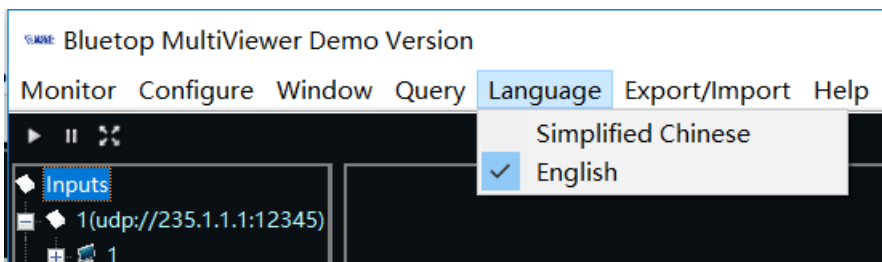 Bluetop MultiViewer Demo Version
Monitor Configure Window Query Language Export/Import Help
Simplified Chinese
English
Inputs
1(udp://235.1.1.1:12345)
1